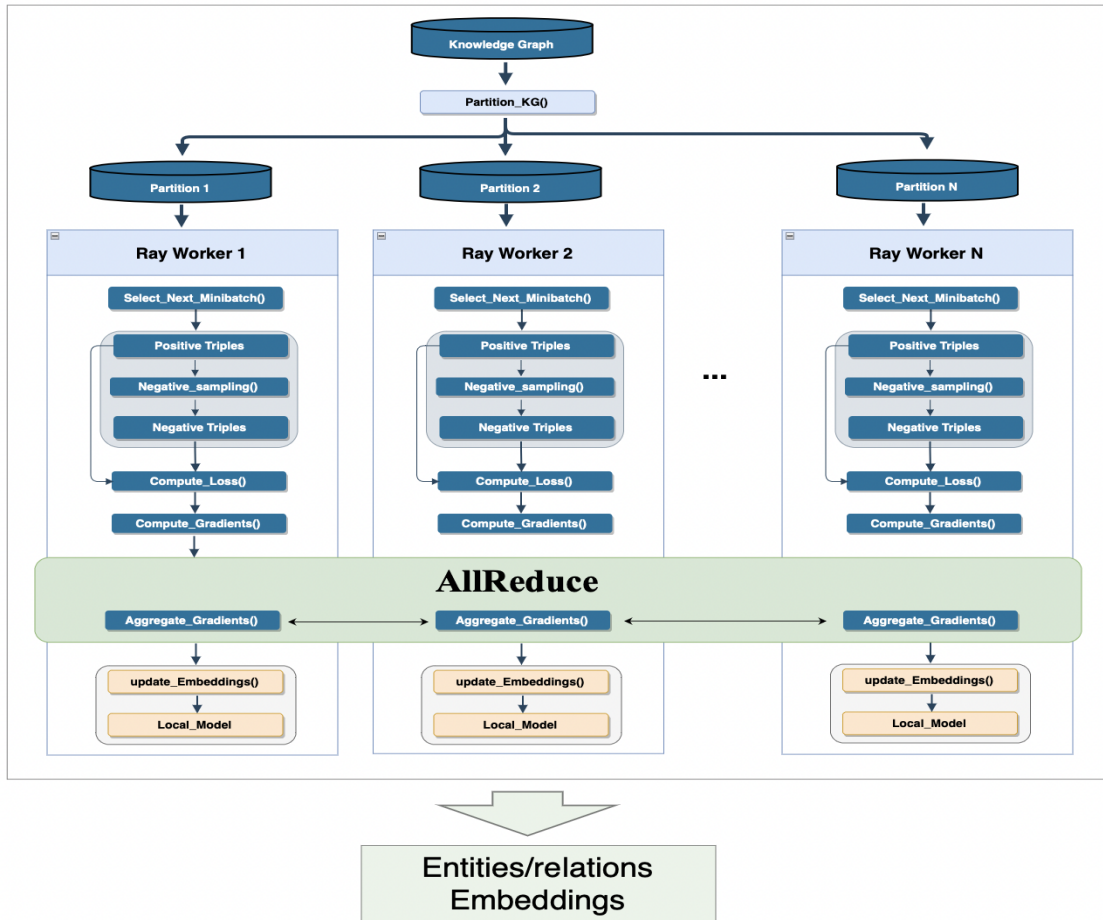 Knowledge Graph
Partition_KG()
Partition 1
Partition 2
Partition N
Ray Worker 1
Select_Next_Minibatch()
Positive Triples
Negative_sampling()
Negative Triples
Compute_Loss()
Compute_Gradients()
Ray Worker 2
Select_Next_Minibatch()
Positive Triples
Negative_sampling()
Negative Triples
Compute_Loss()
Compute_Gradients()
...
Ray Worker N
Select_Next_Minibatch()
Positive Triples
Negative_sampling()
Negative Triples
Compute_Loss()
Compute_Gradients()
AllReduce
Aggregate_Gradients()
Aggregate_Gradients()
Aggregate_Gradients()
update_Embeddings()
Local_Model
update_Embeddings()
Local_Model
update_Embeddings()
Local_Model
Entities/relations
Embeddings